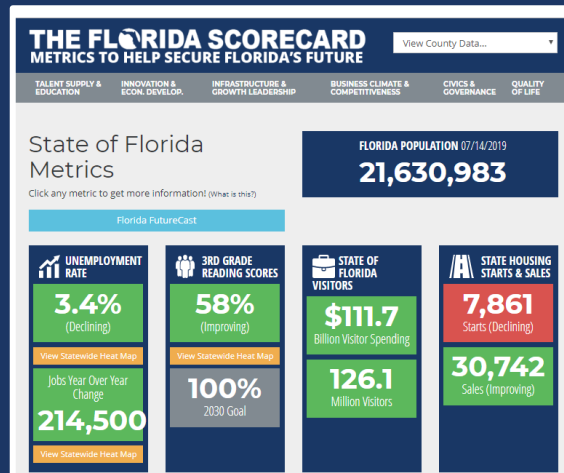 THE FLORIDA SCORECARD
METRICS TO HELP SECURE FLORIDA'S FUTURE
View County Data...
TALENT SUPPLY &
EDUCATION
INNOVATION &
ECON. DEVELOP.
INFRASTRUCTURE &
GROWTH LEADERSHIP
BUSINESS CLIMATE &
COMPETITIVENESS
CIVICS &
GOVERNANCE
QUALITY
OF LIFE
State of Florida
Metrics
Click any metric to get more information! (What is this?)
Florida FutureCast
FLORIDA POPULATION 07/14/2019
21,630,983
UNEMPLOYMENT
RATE
3.4%
(Declining)
View Statewide Heat Map
Jobs Year Over Year
Change
214,500
View Statewide Heat Map
3RD GRADE
READING SCORES
58%
(Improving)
View Statewide Heat Map
100%
2030 Goal
STATE OF
FLORIDA
VISITORS
$111.7
Billion Visitor Spending
126.1
Million Visitors
STATE HOUSING
STARTS & SALES
7,861
Starts (Declining)
30,742
Sales (Improving)